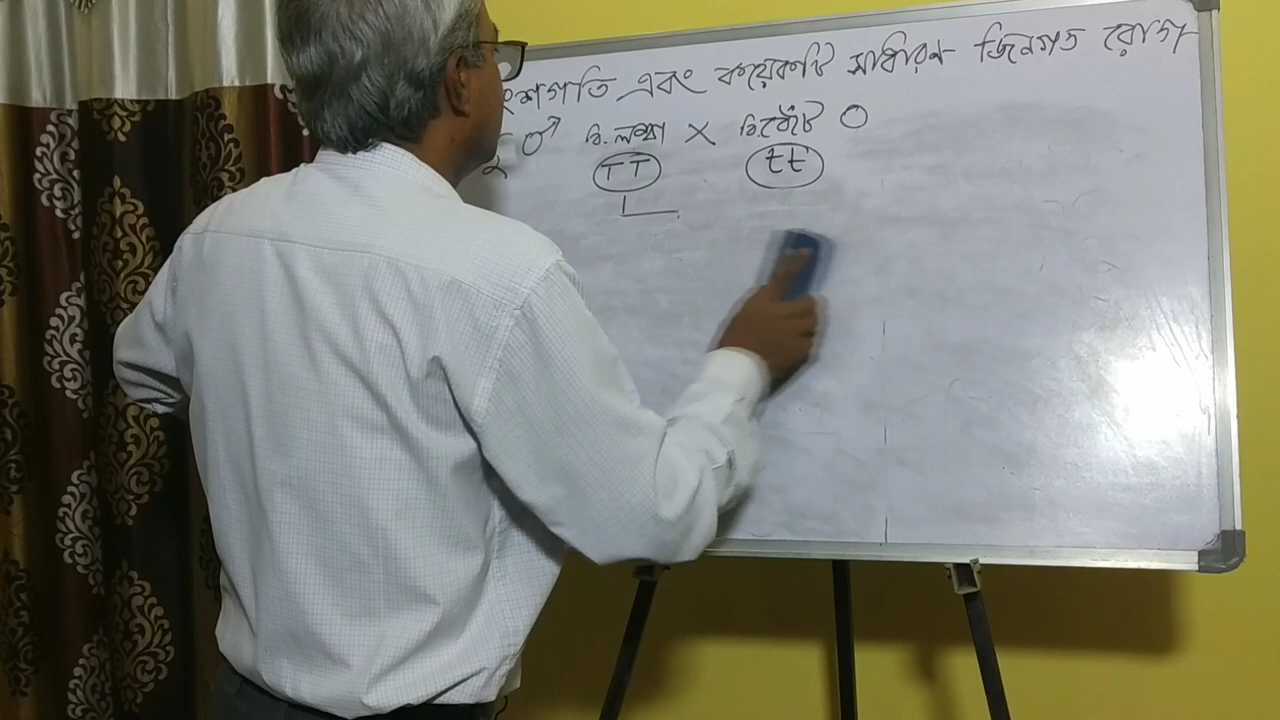 বংশগতি এবং কয়েকটি সাধারণ জিনগত রোগ
♂ বি. লম্বা × বি. বেঁটে O
TT tt